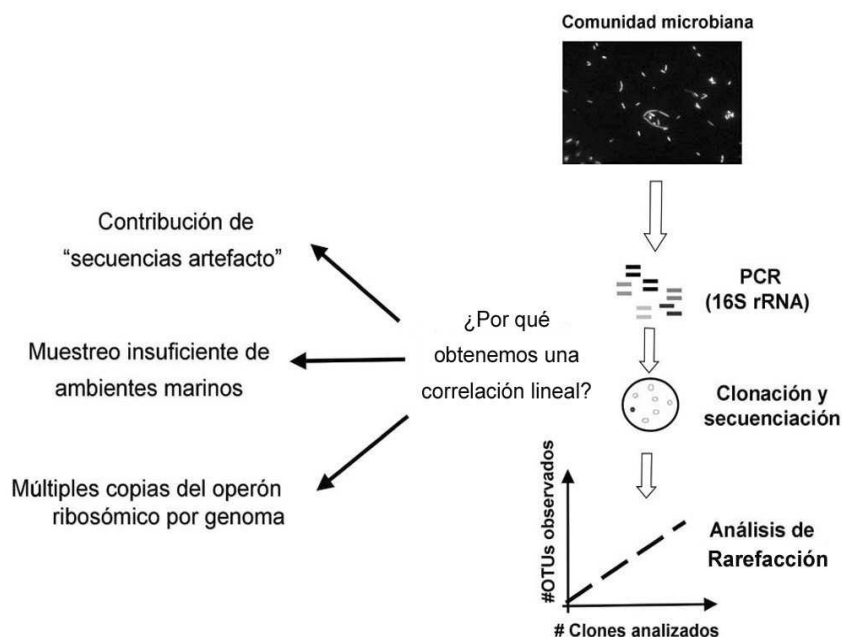 Comunidad microbiana
Contribución de
“secuencias artefacto”
PCR
(16S rRNA)
¿Por qué
obtenemos una
correlación lineal?
Muestreo insuficiente de
ambientes marinos
Clonación y
secuenciación
Múltiples copias del operón
ribosómico por genoma
#OTUs observados
Análisis de
Rarefacción
# Clones analizados